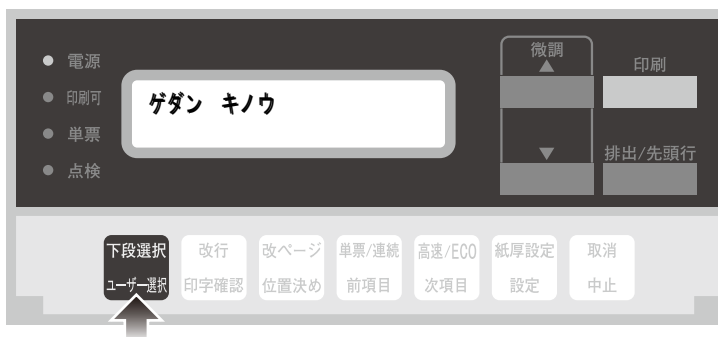 電源
印刷可
単票
点検
ゲダン キノウ
微調
▲
▼
印刷
排出/先頭行
下段選択
ユーザー選択
改行
印字確認
改ページ
位置決め
単票/連続
前項目
高速/ECO
次項目
紙厚設定
設定
取消
中止